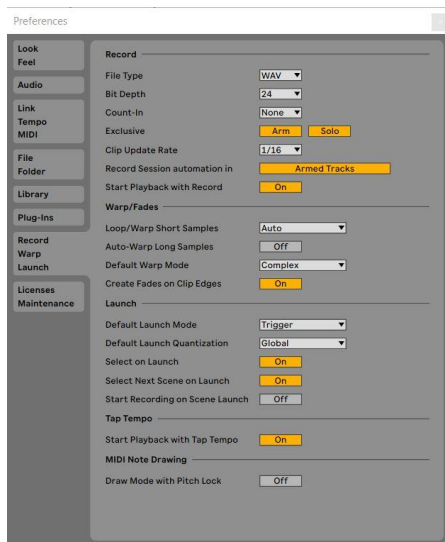 Preferences
Look
Feel
Audio
Link
Tempo
MIDI
File
Folder
Library
Plug-Ins
Record
Warp
Launch
Licenses
Maintenance
Record
File Type WAV
Bit Depth 24
Count-In None
Exclusive Arm Solo
Clip Update Rate 1/16
Record Session automation in Armed Tracks
Start Playback with Record On
Warp/Fades
Loop/Warp Short Samples Auto
Auto-Warp Long Samples Off
Default Warp Mode Complex
Create Fades on Clip Edges On
Launch
Default Launch Mode Trigger
Default Launch Quantization Global
Select on Launch On
Select Next Scene on Launch On
Start Recording on Scene Launch Off
Tap Tempo
Start Playback with Tap Tempo On
MIDI Note Drawing
Draw Mode with Pitch Lock Off